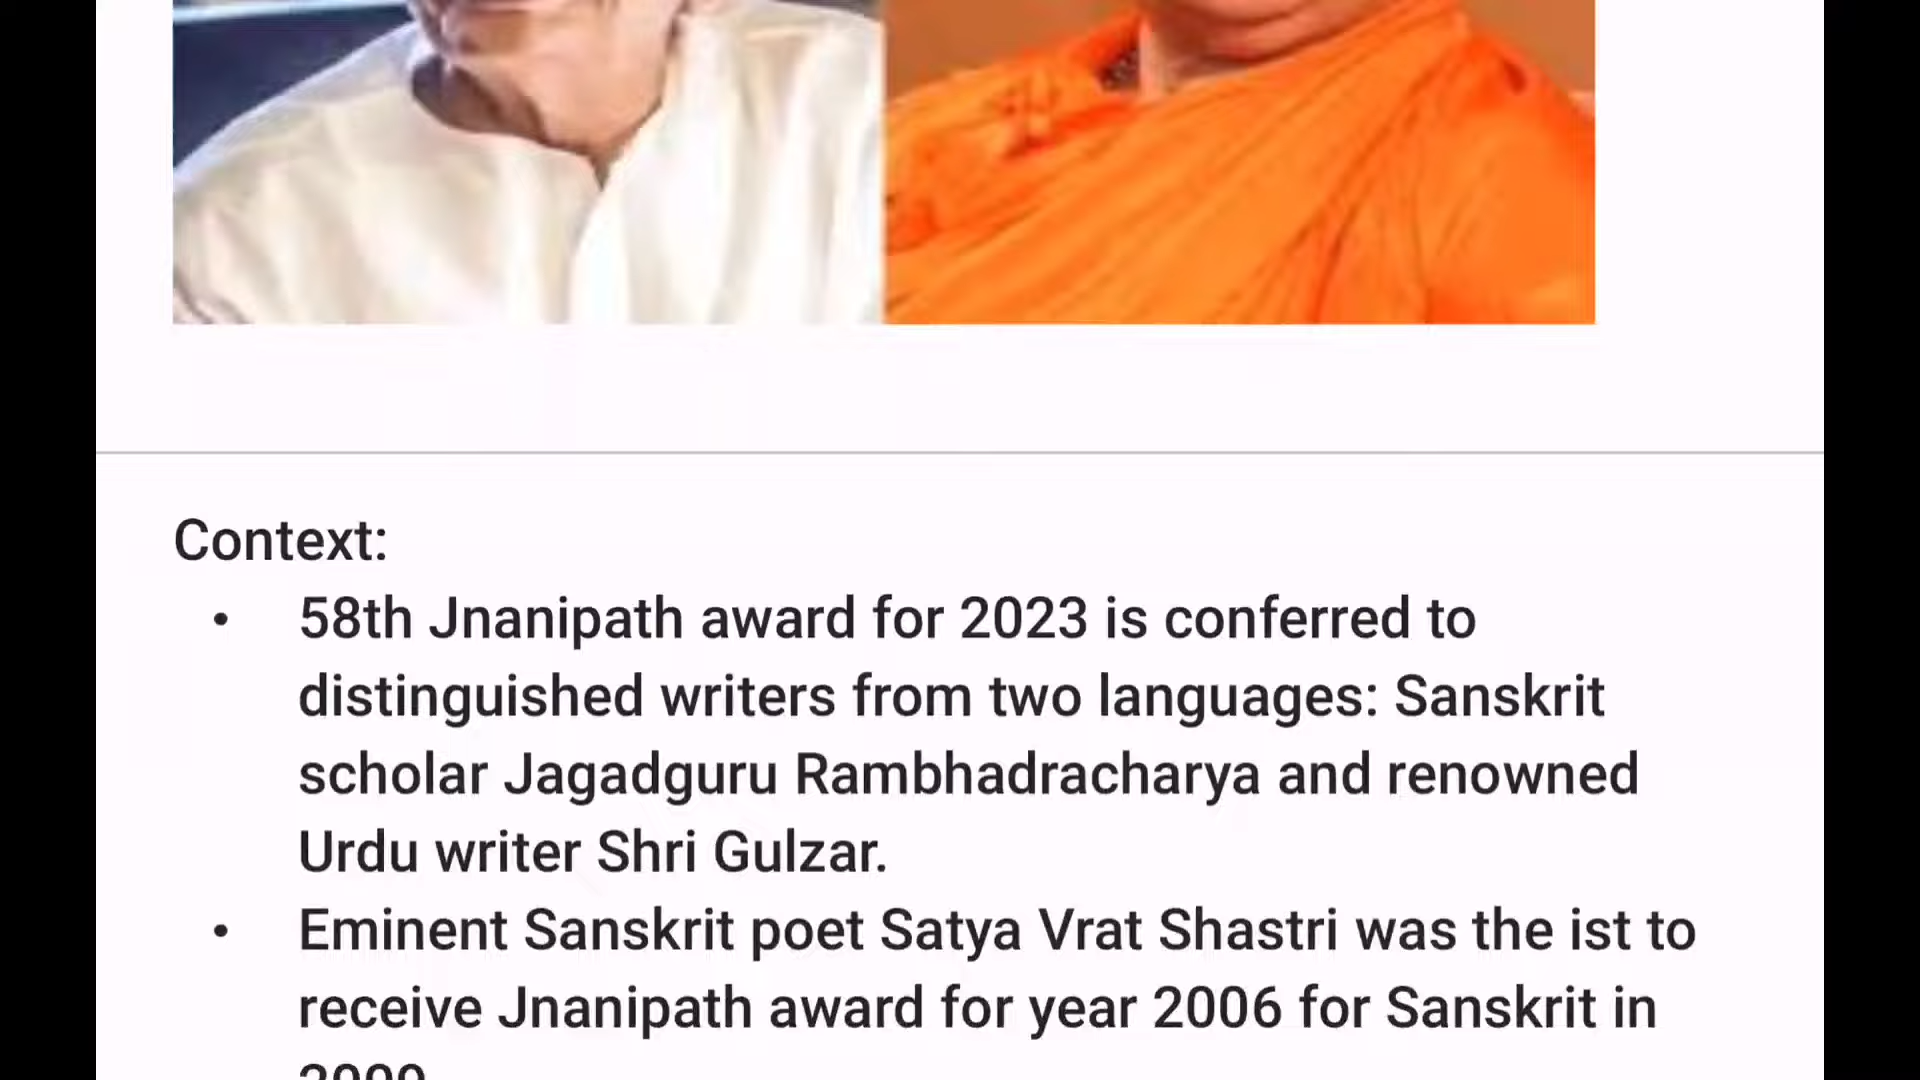 Context:
• 58th Jnanipath award for 2023 is conferred to
distinguished writers from two languages: Sanskrit
scholar Jagadguru Rambhadracharya and renowned
Urdu writer Shri Gulzar.
• Eminent Sanskrit poet Satya Vrat Shastri was the ist to
receive Jnanipath award for year 2006 for Sanskrit in